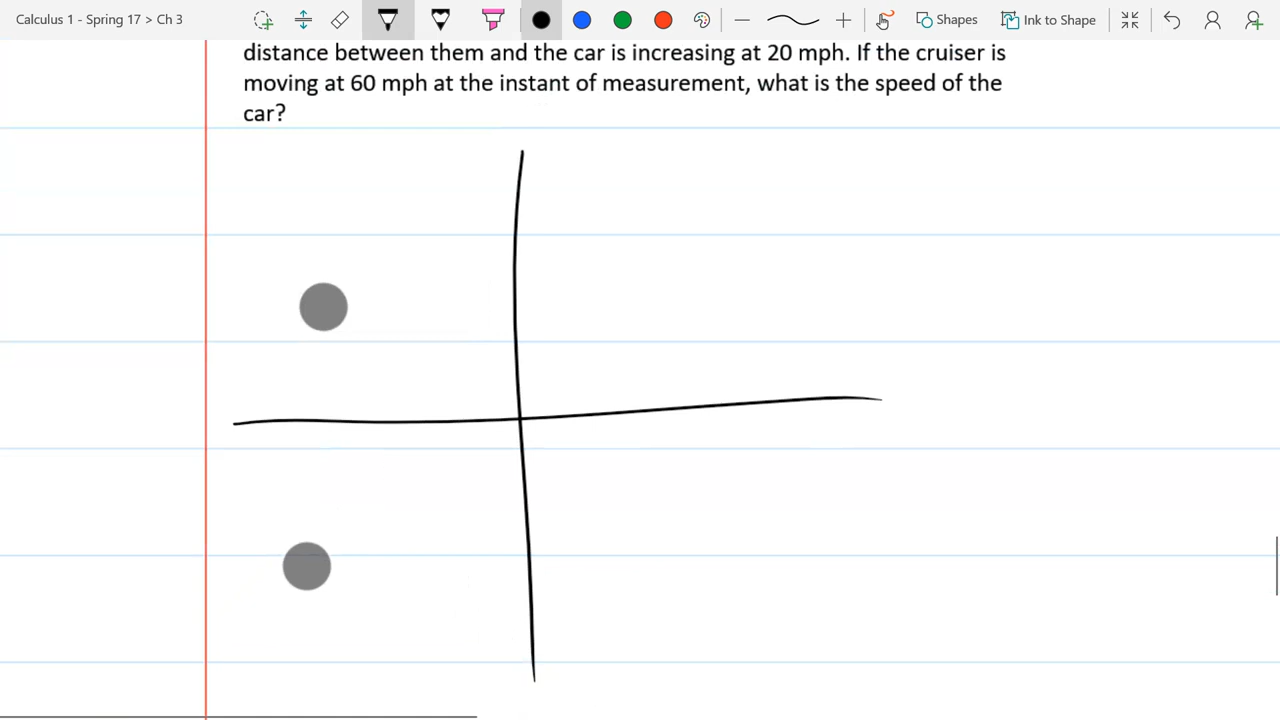 Calculus 1 - Spring 17 > Ch 3
Shapes
Ink to Shape
distance between them and the car is increasing at 20 mph. If the cruiser is
moving at 60 mph at the instant of measurement, what is the speed of the
car?